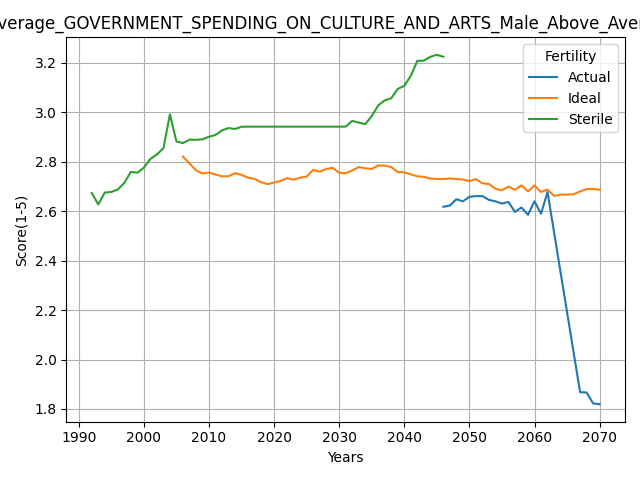 verage_GOVERNMENT_SPENDING_ON_CULTURE_AND_ARTS_Male_Above_Aver
Fertility
Actual
Ideal
Sterile
Score(1-5)
3.2
3.0
2.8
2.6
2.4
2.2
2.0
1.8
1990 2000 2010 2020 2030 2040 2050 2060 2070
Years